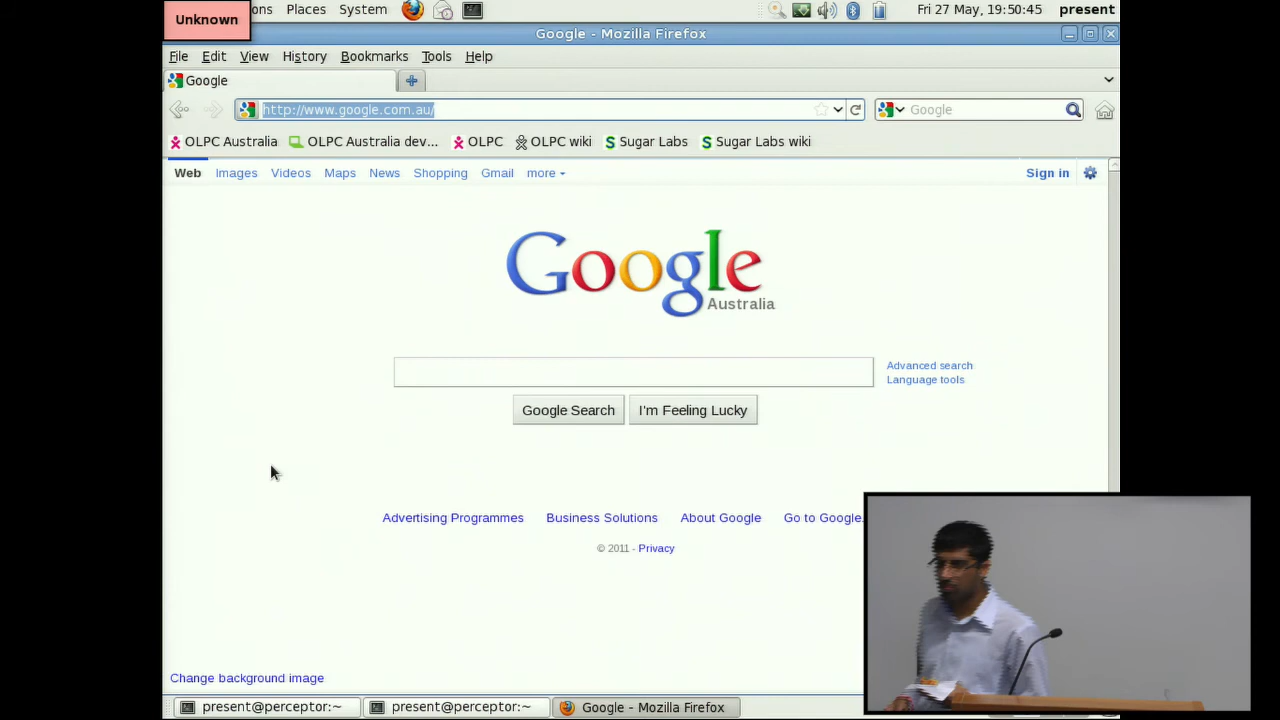 Unknown
ons Places System Fri 27 May, 19:50:45 present
Google - Mozilla Firefox
File Edit View History Bookmarks Tools Help
Google
http://www.google.com.au/ Google
OLPC Australia OLPC Australia dev... OLPC OLPC wiki Sugar Labs Sugar Labs wiki
Web Images Videos Maps News Shopping Gmail more Sign in
Google
Australia
Advanced search
Language tools
Google Search I'm Feeling Lucky
Advertising Programmes Business Solutions About Google Go to Google.
© 2011 - Privacy
Change background image
present@perceptor:~ present@perceptor:~ Google - Mozilla Firefox